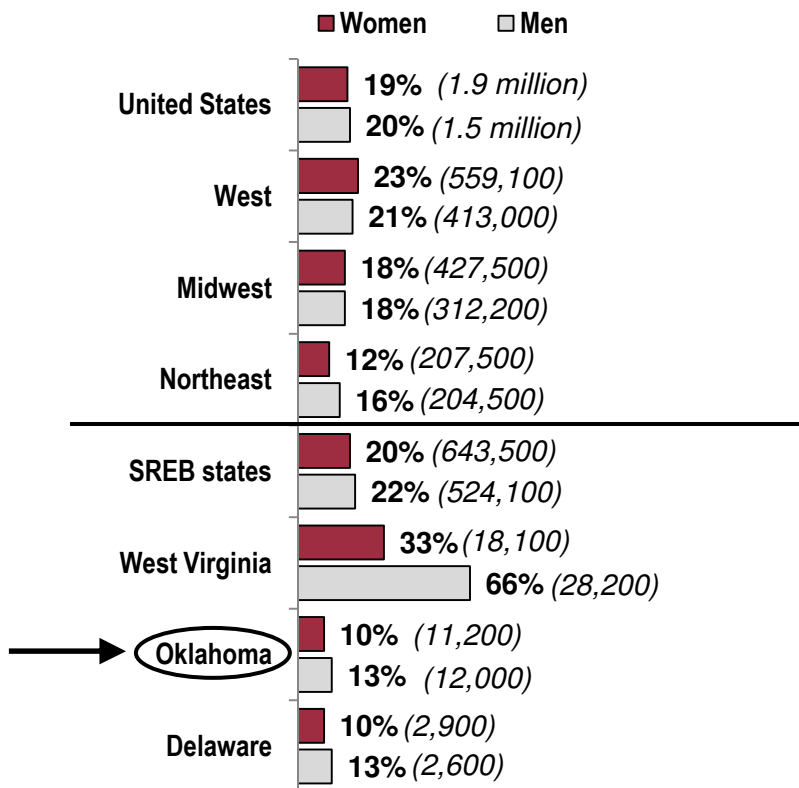 Women Men
United States
19% (1.9 million)
20% (1.5 million)
West
23% (559,100)
21% (413,000)
Midwest
18% (427,500)
18% (312,200)
Northeast
12% (207,500)
16% (204,500)
SREB states
20% (643,500)
22% (524,100)
West Virginia
33% (18,100)
66% (28,200)
Oklahoma
10% (11,200)
13% (12,000)
Delaware
10% (2,900)
13% (2,600)